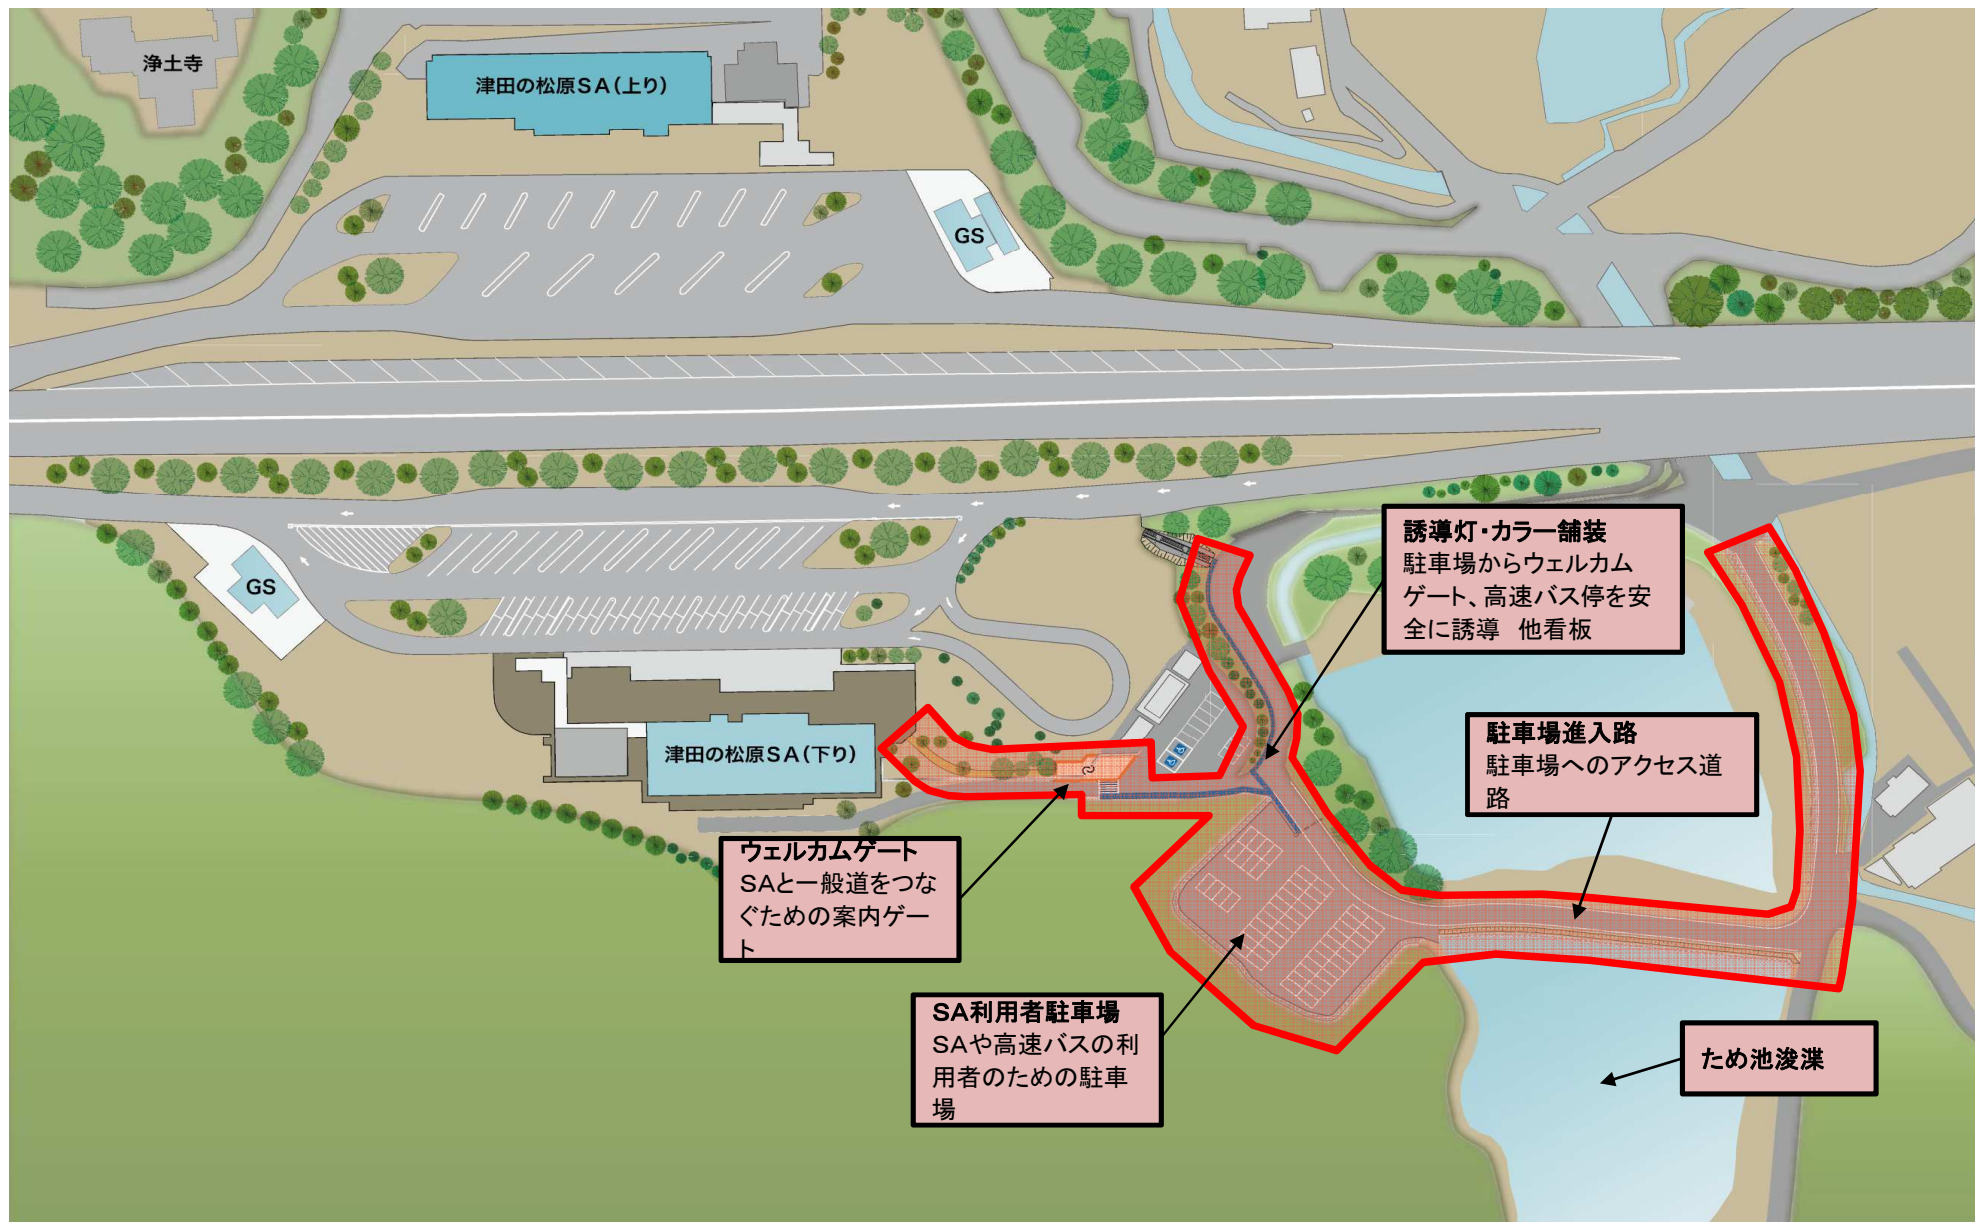 浄土寺
津田の松原SA(上り)
GS
GS
津田の松原SA(下り)
誘導灯・カラー舗装
駐車場からウェルカム
ゲート、高速バス停を安
全に誘導　他看板
駐車場進入路
駐車場へのアクセス道
路
ウェルカムゲート
SAと一般道をつな
ぐための案内ゲー
ト
SA利用者駐車場
SAや高速バスの利
用者のための駐車
場
ため池浚渫